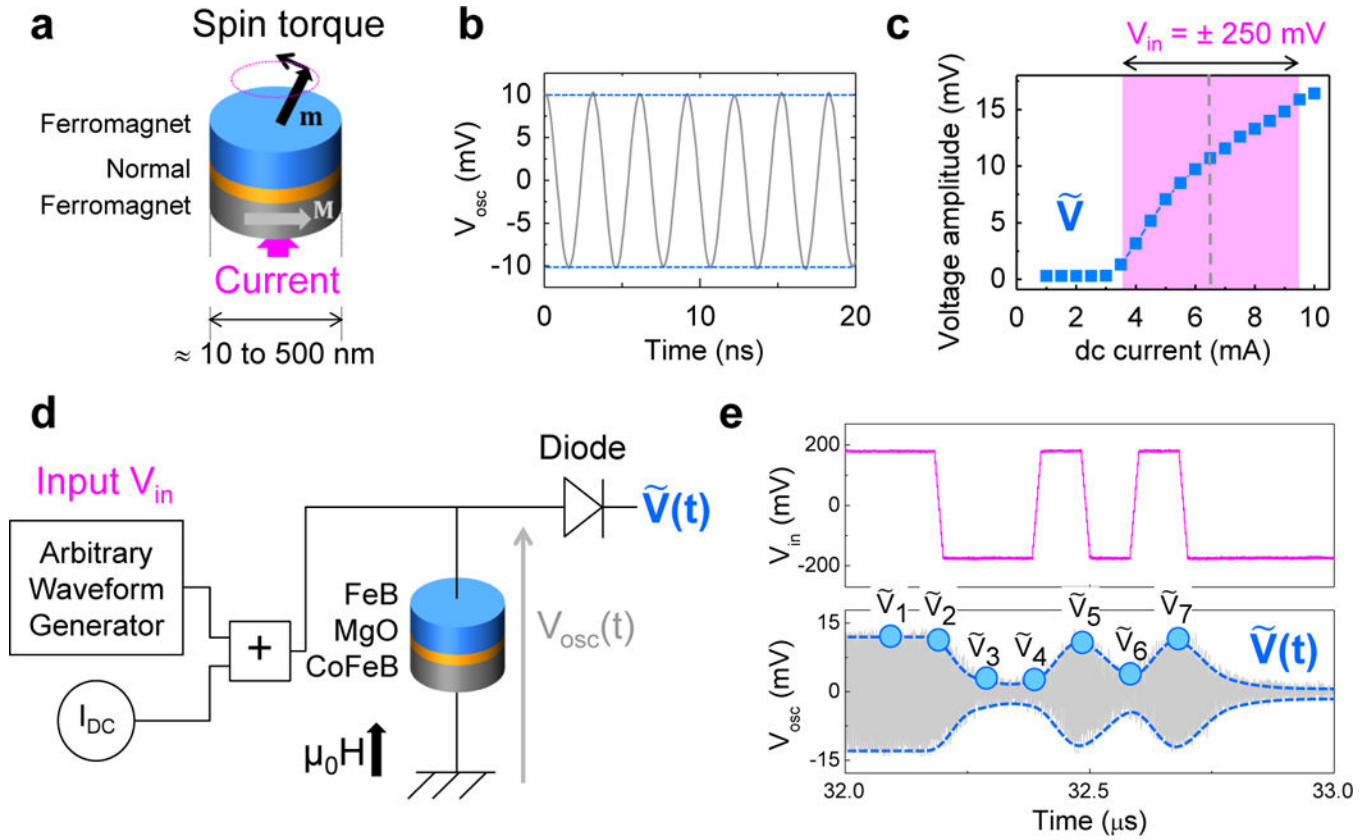 a
Spin torque
m
Ferromagnet
Normal
Ferromagnet
M
Current
≈ 10 to 500 nm
b
10
5
0
-5
-10
V_osc (mV)
0
10
20
Time (ns)
c
V_in = ± 250 mV
15
10
5
0
Voltage amplitude (mV)
Ṽ
0
2
4
6
8
10
dc current (mA)
d
Input V_in
Arbitrary
Waveform
Generator
I_DC
+
Diode
Ṽ(t)
FeB
MgO
CoFeB
V_osc(t)
μ₀H
e
200
0
-200
V_in (mV)
Ṽ₁ Ṽ₂ Ṽ₃ Ṽ₄ Ṽ₅ Ṽ₆ Ṽ₇
Ṽ(t)
15
0
-15
V_osc (mV)
32.0
32.5
33.0
Time (μs)